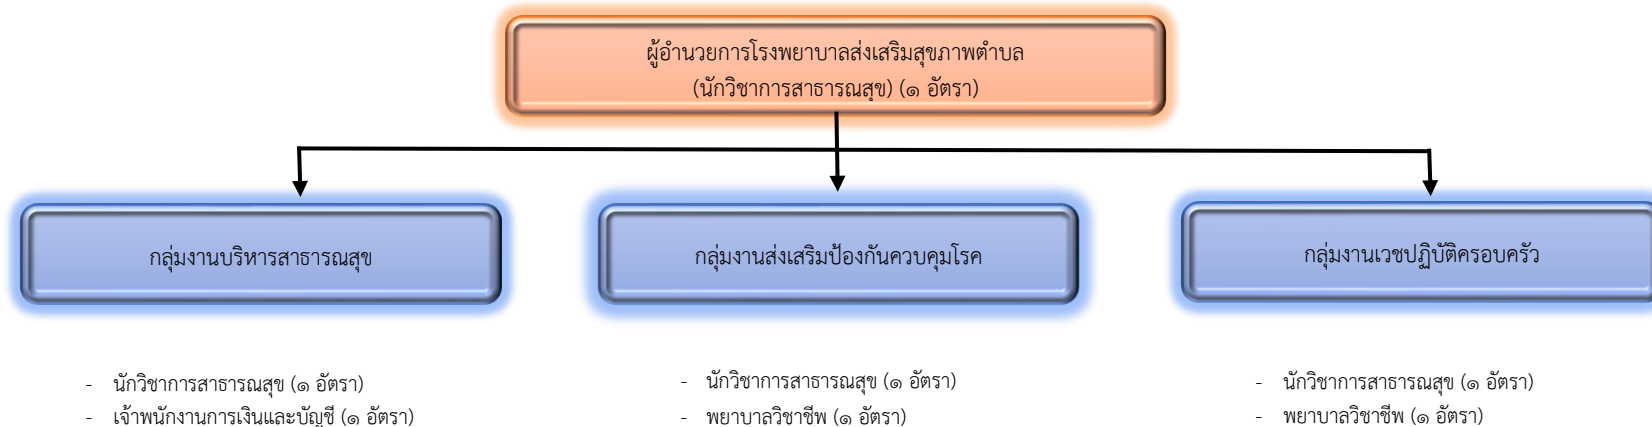 ผู้อำนวยการโรงพยาบาลส่งเสริมสุขภาพตำบล
(นักวิชาการสาธารณสุข) (๑ อัตรา)
กลุ่มงานบริหารสาธารณสุข
กลุ่มงานส่งเสริมป้องกันควบคุมโรค
กลุ่มงานเวชปฏิบัติครอบครัว
- นักวิชาการสาธารณสุข (๑ อัตรา)
- เจ้าพนักงานการเงินและบัญชี (๑ อัตรา)
- นักวิชาการสาธารณสุข (๑ อัตรา)
- พยาบาลวิชาชีพ (๑ อัตรา)
- นักวิชาการสาธารณสุข (๑ อัตรา)
- พยาบาลวิชาชีพ (๑ อัตรา)